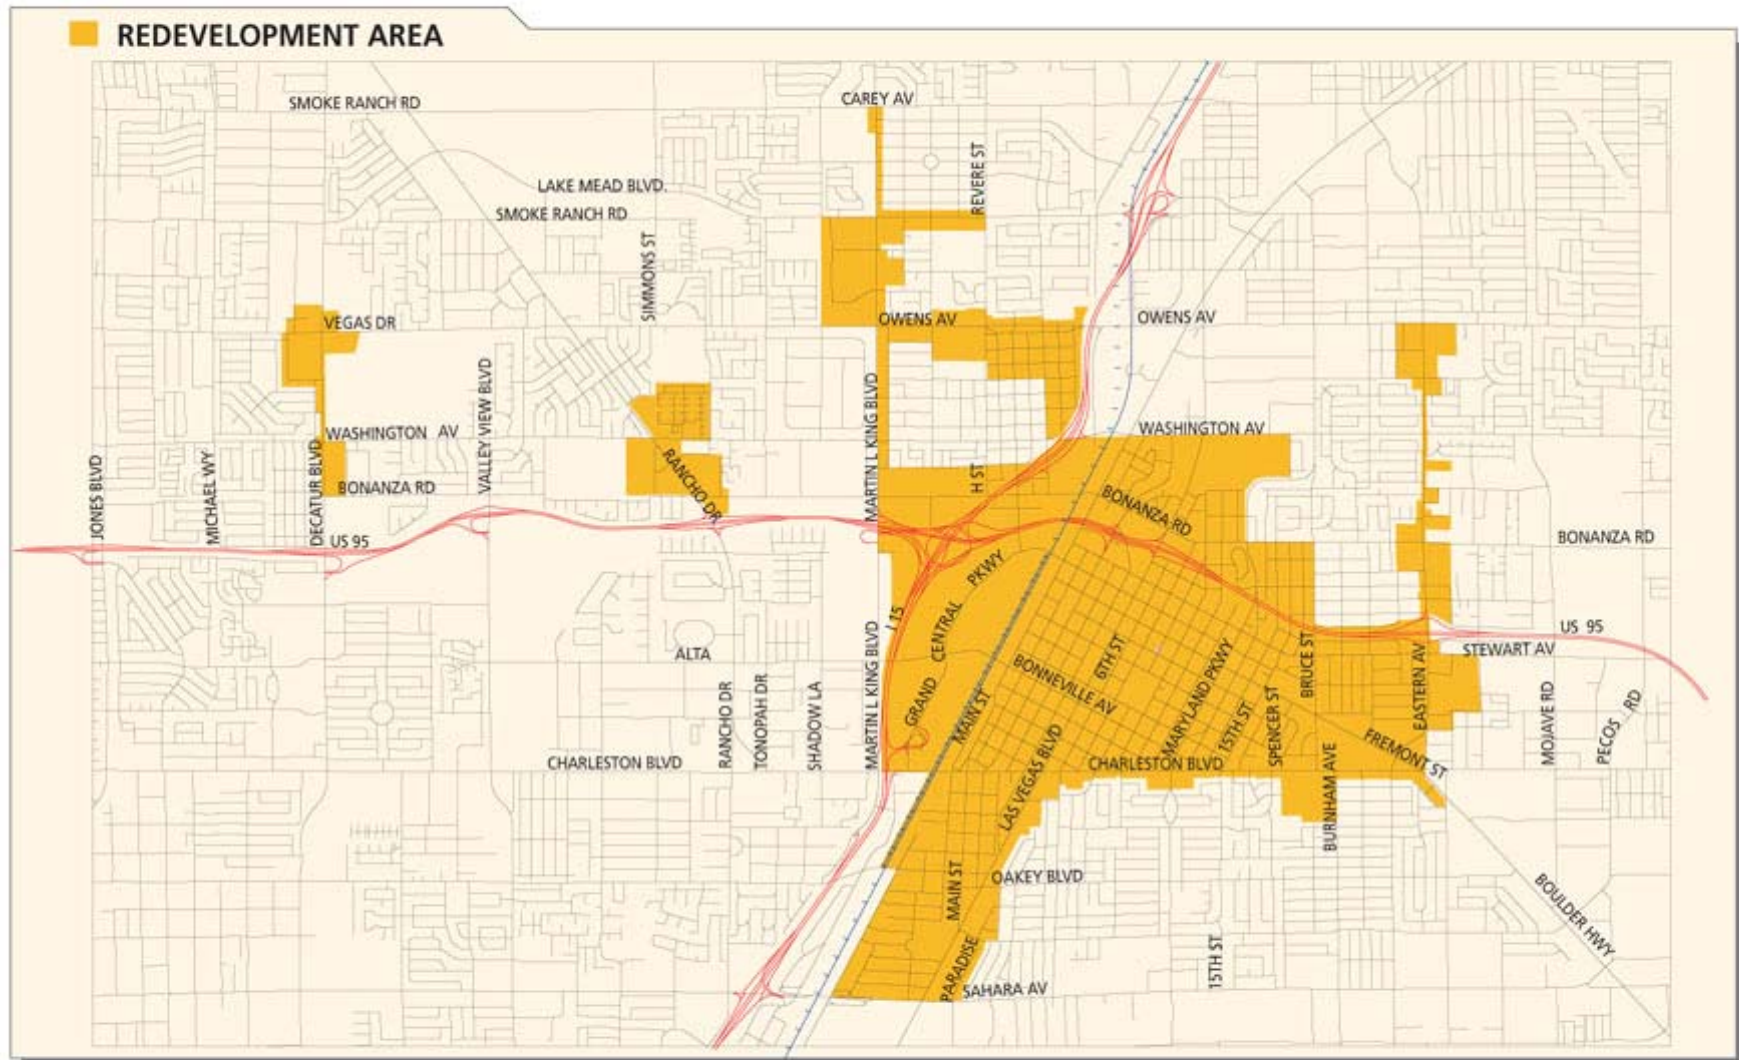 REDEVELOPMENT AREA
SMOKE RANCH RD
CAREY AV
REVERE ST
LAKE MEAD BLVD.
SMOKE RANCH RD
SIMMONS ST
VEGAS DR
OWENS AV
OWENS AV
VALLEY VIEW BLVD
MARTIN L KING BLVD
WASHINGTON AV
WASHINGTON AV
JONES BLVD
MICHAEL WY
DECATUR BLVD
BONANZA RD
RANCHO DR
H ST
BONANZA RD
US 95
BONANZA RD
PKWY
I 15
CENTRAL
GRAND
ALTA
MARTIN L KING BLVD
MAIN ST
BONNEVILLE AV
6TH ST
MARYLAND PKWY
BRUCE ST
EASTERN AV
US 95
STEWART AV
RANCHO DR
TONOPAH DR
SHADOW LA
15TH ST
SPENCER ST
MOJAVE RD
PECOS RD
CHARLESTON BLVD
LAS VEGAS BLVD
CHARLESTON BLVD
FREMONT ST
BURNHAM AVE
MAIN ST
OAKEY BLVD
BOULDER HWY
PARADISE
SAHARA AV
15TH ST